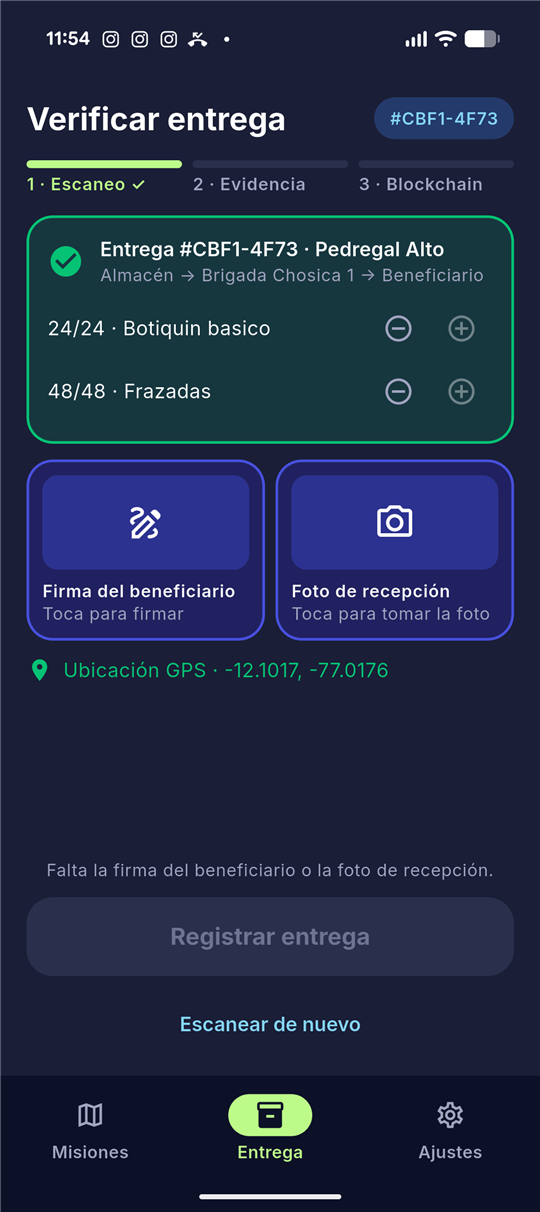 11:54
Verificar entrega
#CBF1-4F73
1 · Escaneo ✓
2 · Evidencia
3 · Blockchain
Entrega #CBF1-4F73 · Pedregal Alto
Almacén → Brigada Chosica 1 → Beneficiario
24/24 · Botiquin basico
48/48 · Frazadas
Firma del beneficiario
Toca para firmar
Foto de recepción
Toca para tomar la foto
Ubicación GPS · -12.1017, -77.0176
Falta la firma del beneficiario o la foto de recepción.
Registrar entrega
Escanear de nuevo
Misiones
Entrega
Ajustes